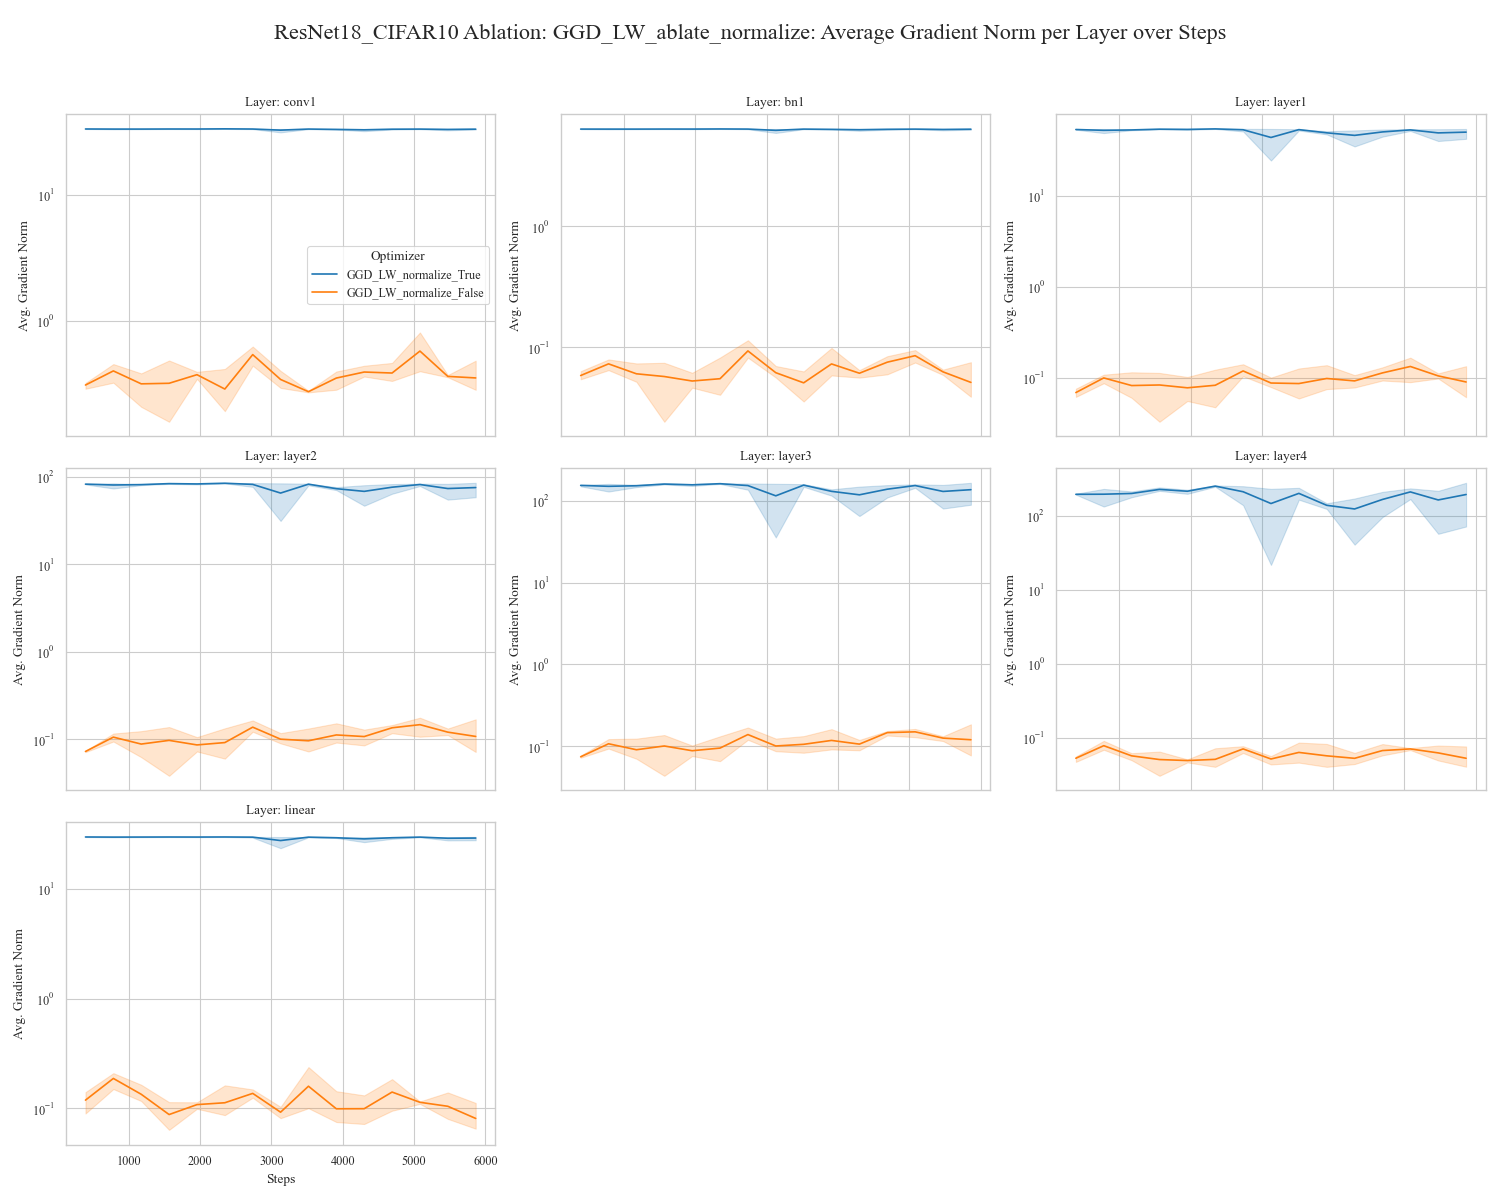 ResNet18_CIFAR10 Ablation: GGD_LW_ablate_normalize: Average Gradient Norm per Layer over Steps
Layer: conv1
Avg. Gradient Norm
10^1
10^0
Optimizer
GGD_LW_normalize_True
GGD_LW_normalize_False
Layer: bn1
Avg. Gradient Norm
10^0
10^-1
Layer: layer1
Avg. Gradient Norm
10^1
10^0
10^-1
Layer: layer2
Avg. Gradient Norm
10^2
10^1
10^0
10^-1
Layer: layer3
Avg. Gradient Norm
10^2
10^1
10^0
10^-1
Layer: layer4
Avg. Gradient Norm
10^2
10^1
10^0
10^-1
Layer: linear
Avg. Gradient Norm
10^1
10^0
10^-1
1000 2000 3000 4000 5000 6000
Steps